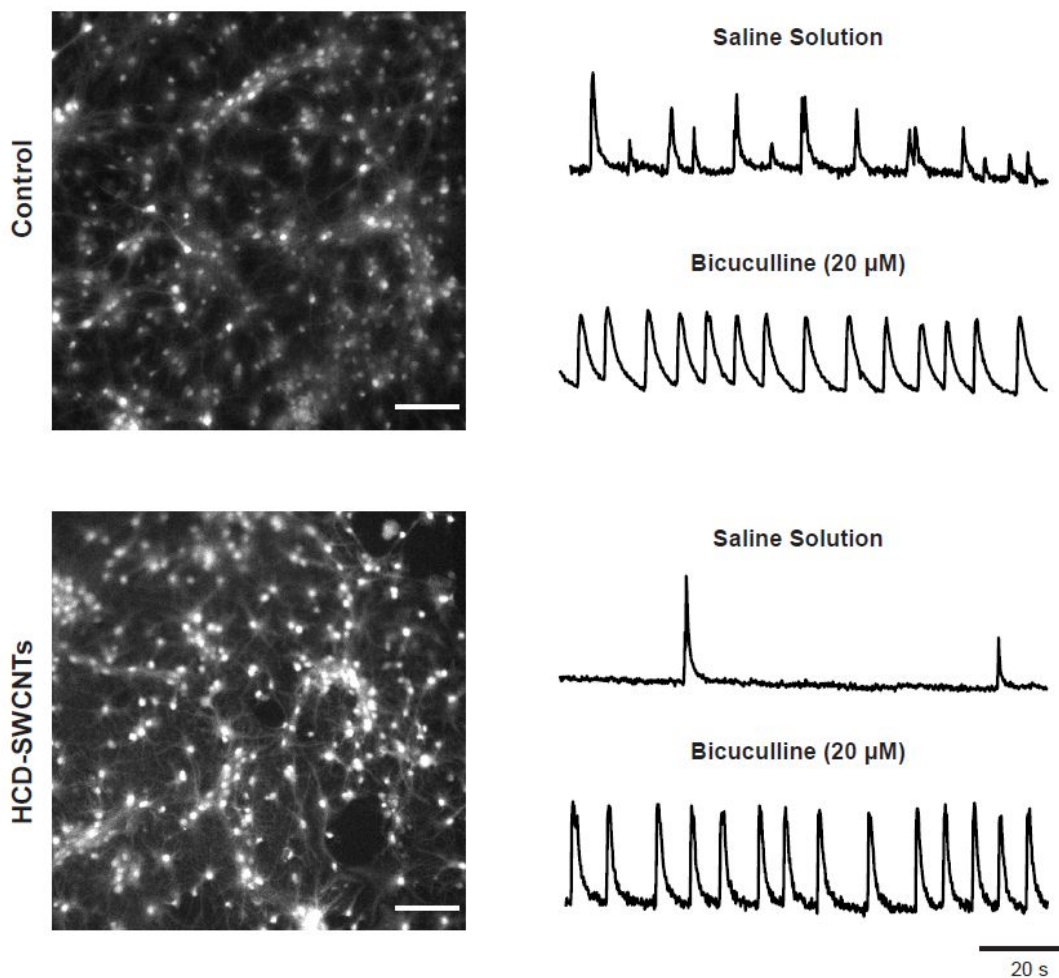 Control
Saline Solution
Bicuculline (20 µM)
HCD-SWCNTs
Saline Solution
Bicuculline (20 µM)
20 s